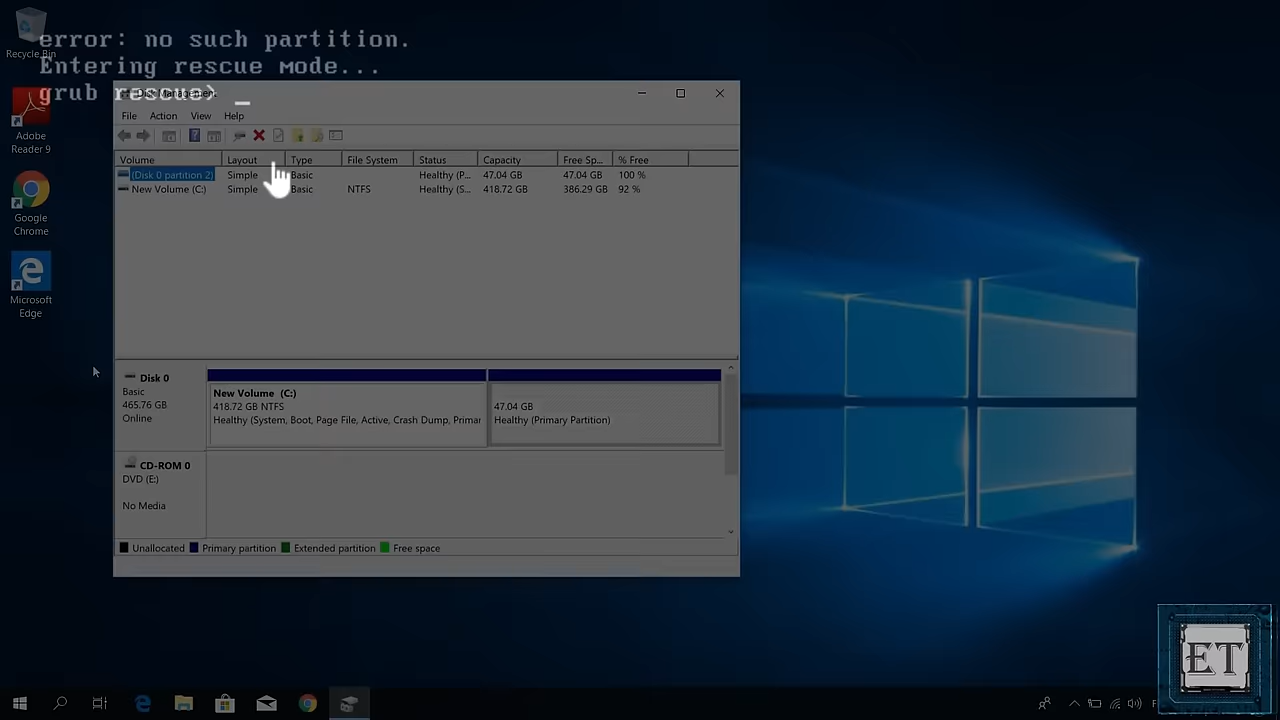 error: no such partition.
Entering rescue mode...
grub rescue> _
Recycle Bin
Adobe
Reader 9
Google
Chrome
Microsoft
Edge
Disk Management
File Action View Help
Volume Layout Type File System Status Capacity Free Sp... % Free
(Disk 0 partition 2) Simple Basic Healthy (P... 47.04 GB 47.04 GB 100 %
New Volume (C:) Simple Basic NTFS Healthy (S... 418.72 GB 386.29 GB 92 %
Disk 0
Basic
465.76 GB
Online
New Volume (C:)
418.72 GB NTFS
Healthy (System, Boot, Page File, Active, Crash Dump, Primar
47.04 GB
Healthy (Primary Partition)
CD-ROM 0
DVD (E:)
No Media
Unallocated Primary partition Extended partition Free space
ET